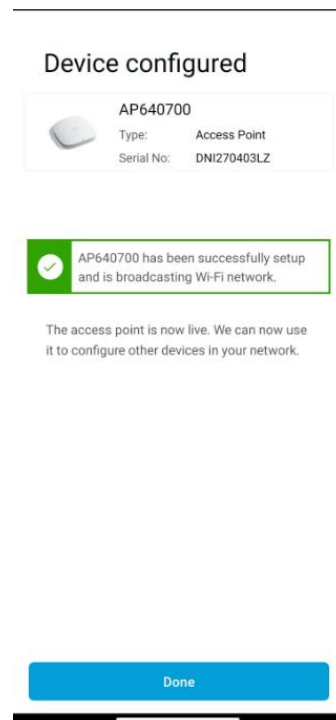 Device configured
AP640700
Type: Access Point
Serial No: DNI270403LZ
AP640700 has been successfully setup
and is broadcasting Wi-Fi network.
The access point is now live. We can now use
it to configure other devices in your network.
Done